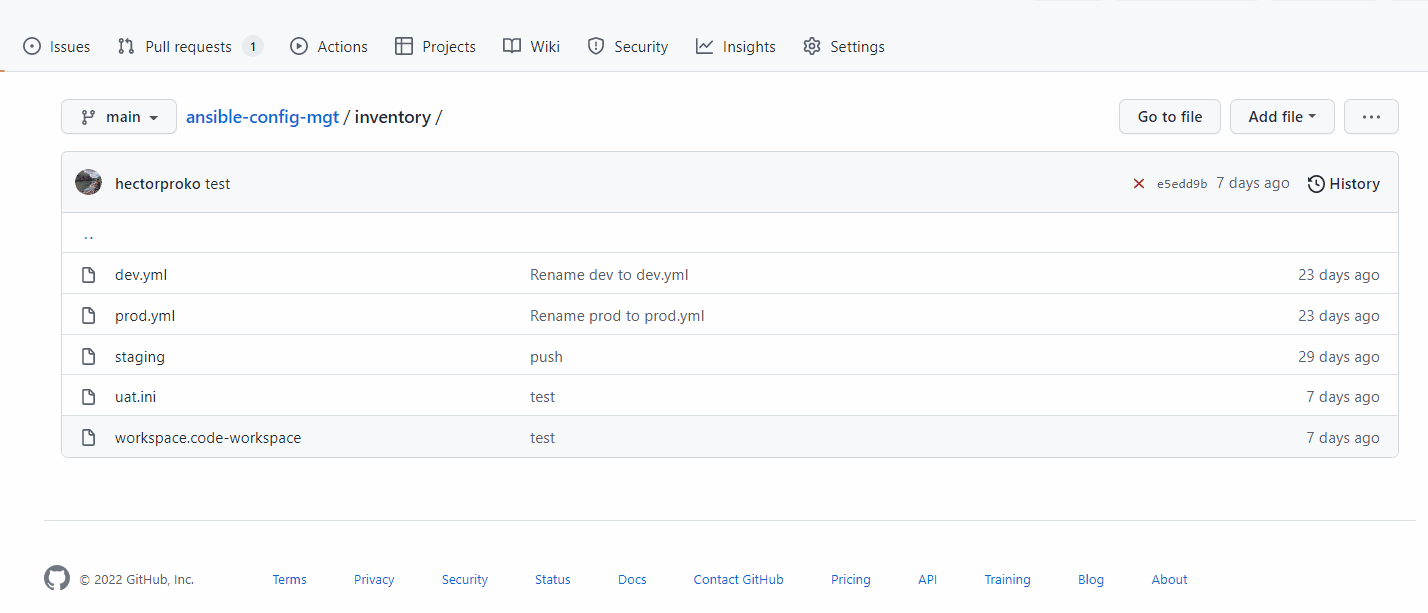 Issues Pull requests 1 Actions Projects Wiki Security Insights Settings
main ansible-config-mgt / inventory / Go to file Add file ...
hectorproko test e5edd9b 7 days ago History
..
dev.yml Rename dev to dev.yml 23 days ago
prod.yml Rename prod to prod.yml 23 days ago
staging push 29 days ago
uat.ini test 7 days ago
workspace.code-workspace test 7 days ago
© 2022 GitHub, Inc. Terms Privacy Security Status Docs Contact GitHub Pricing API Training Blog About